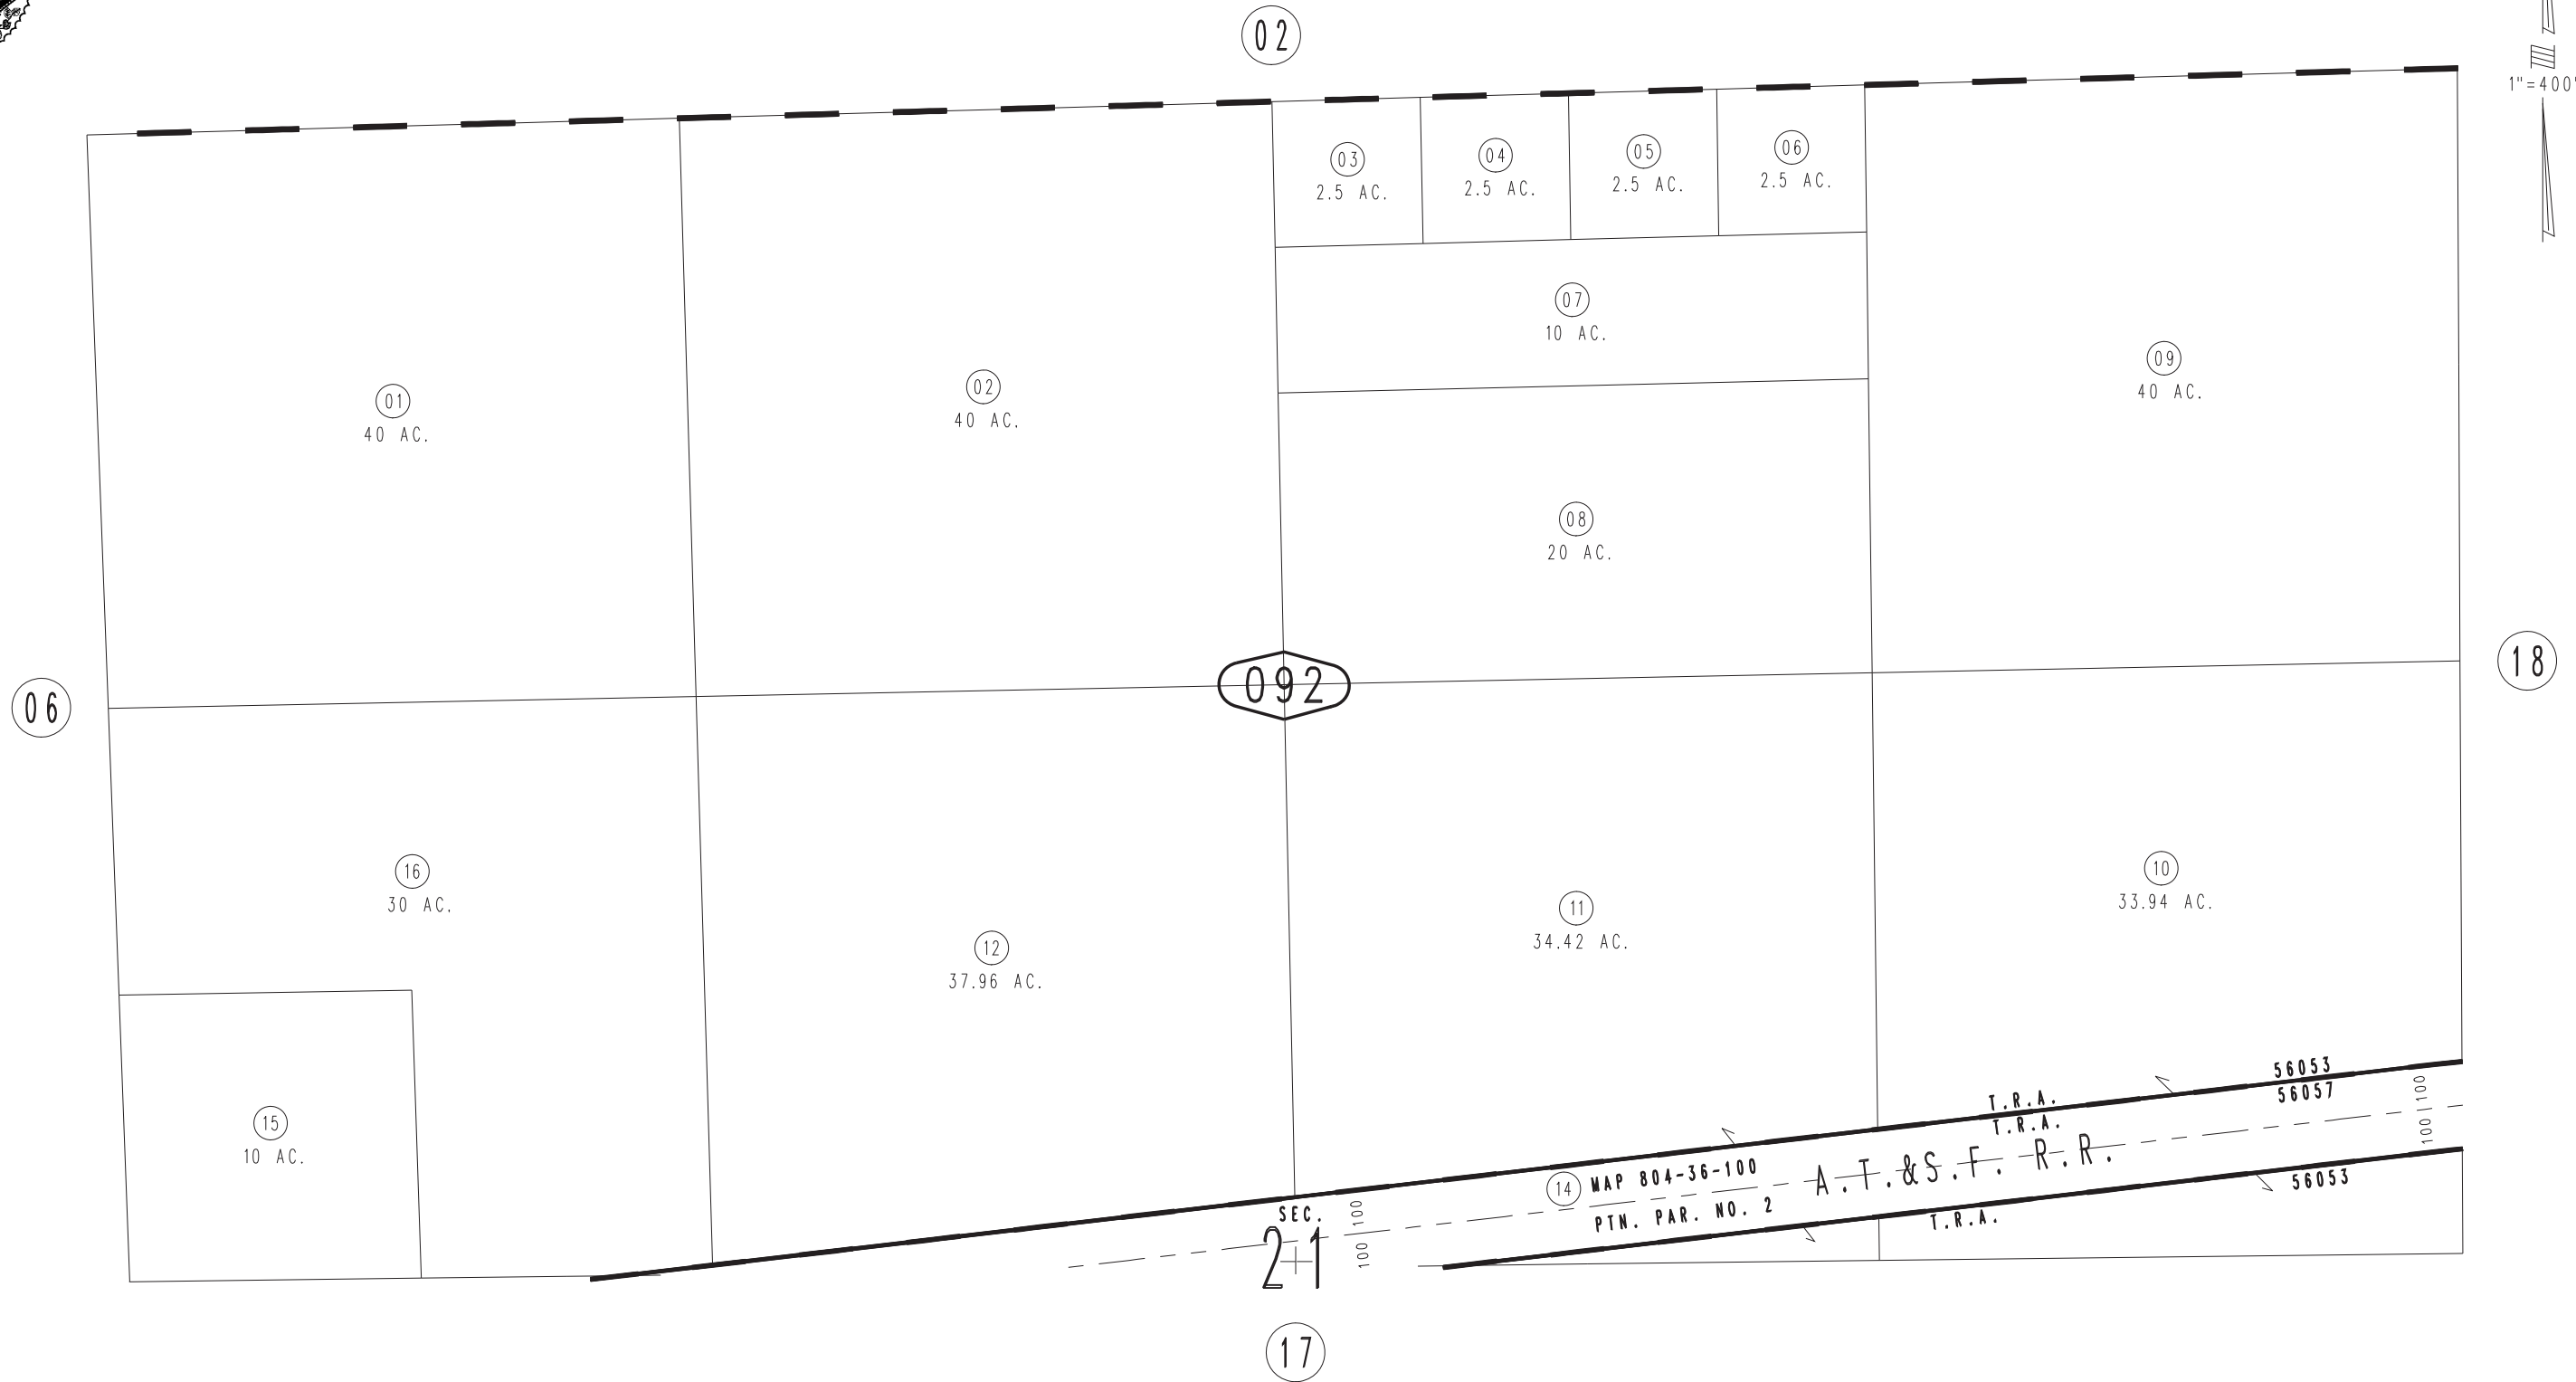 02
1"=400'
03
2.5 AC.
04
2.5 AC.
05
2.5 AC.
06
2.5 AC.
07
10 AC.
01
40 AC.
02
40 AC.
09
40 AC.
08
20 AC.
06
092
18
16
30 AC.
12
37.96 AC.
11
34.42 AC.
10
33.94 AC.
15
10 AC.
56053
56057
T.R.A.
T.R.A.
100
100
14
MAP 804-36-100
PTN. PAR. NO. 2
A.T.&S.F. R.R.
56053
T.R.A.
SEC.
21
100
100
17